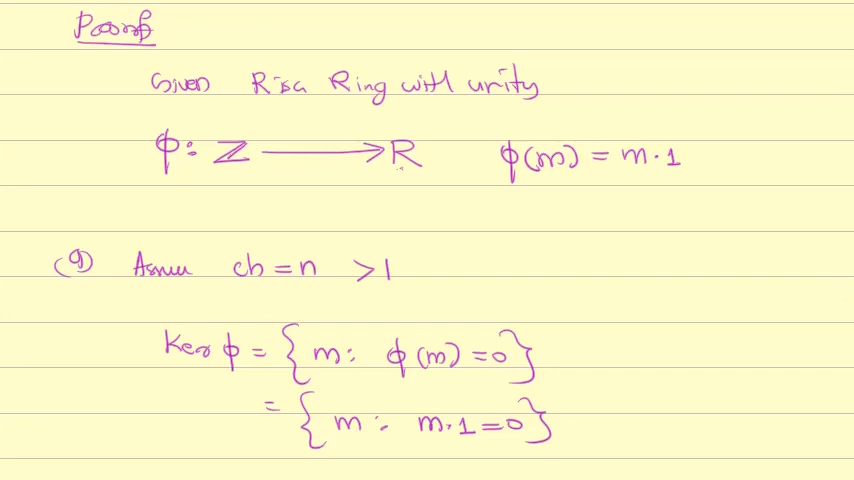 Proof
Given R is a Ring with unity
φ: ℤ ⟶ R φ(m) = m·1
Assume ch = n >1
Ker φ = { m : φ(m) = 0 }
= { m : m·1 = 0 }